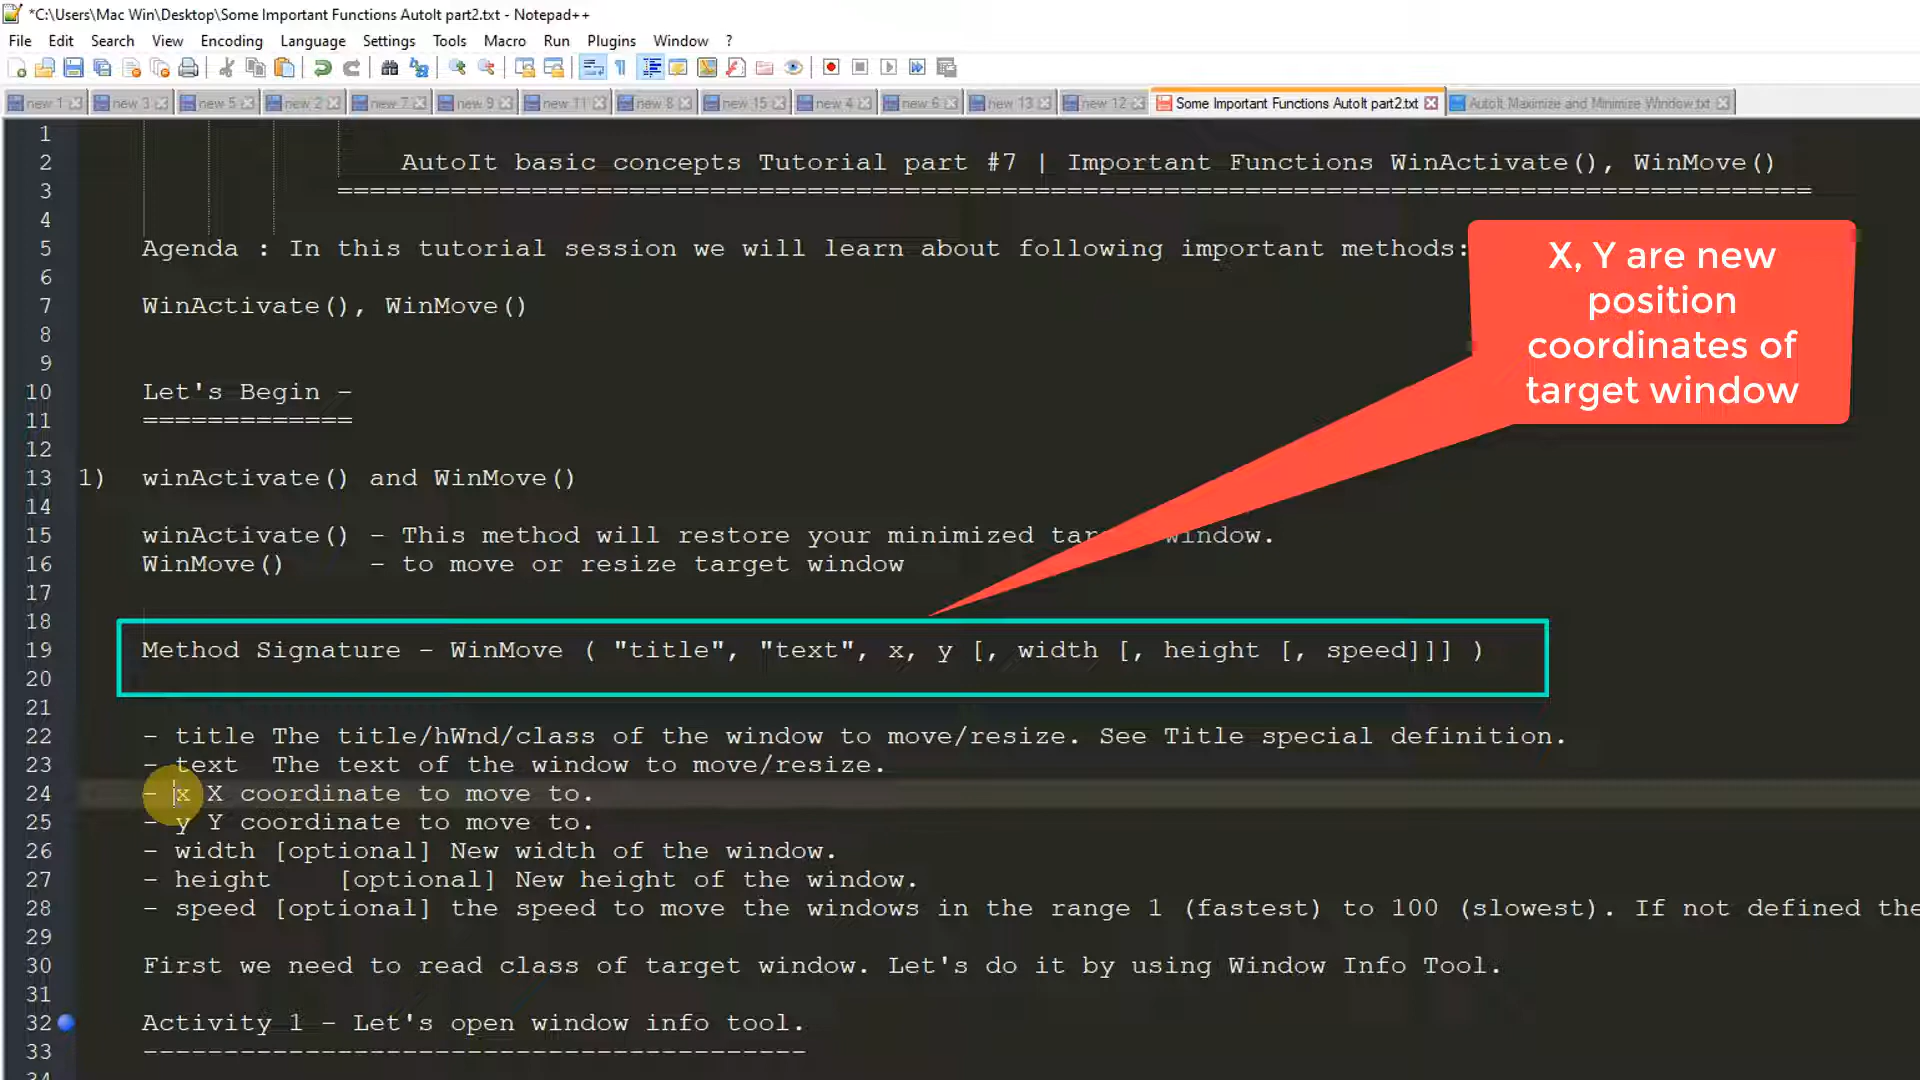 *C:\Users\Mac Win\Desktop\Some Important Functions AutoIt part2.txt - Notepad++
File Edit Search View Encoding Language Settings Tools Macro Run Plugins Window ?
new 1 new 3 new 5 new 2 new 7 new 9 new 11 new 8 new 15 new 4 new 6 new 13 new 12 Some Important Functions AutoIt part2.txt AutoIt Maximize and Minimize Window.txt
1
2 AutoIt basic concepts Tutorial part #7 | Important Functions WinActivate(), WinMove()
3 ===========================================================================================
4
5 Agenda : In this tutorial session we will learn about following important methods:
6
7 WinActivate(), WinMove()
8
9
10 Let's Begin -
11 =============
12
13 1) winActivate() and WinMove()
14
15 winActivate() - This method will restore your minimized target window.
16 WinMove() - to move or resize target window
17
18
19 Method Signature - WinMove ( "title", "text", x, y [, width [, height [, speed]]] )
20
21
22 - title The title/hWnd/class of the window to move/resize. See Title special definition.
23 - text The text of the window to move/resize.
24 - x X coordinate to move to.
25 - y Y coordinate to move to.
26 - width [optional] New width of the window.
27 - height [optional] New height of the window.
28 - speed [optional] the speed to move the windows in the range 1 (fastest) to 100 (slowest). If not defined the
29
30 First we need to read class of target window. Let's do it by using Window Info Tool.
31
32 Activity 1 - Let's open window info tool.
33 -----------------------------------------
34
X, Y are new
position
coordinates of
target window